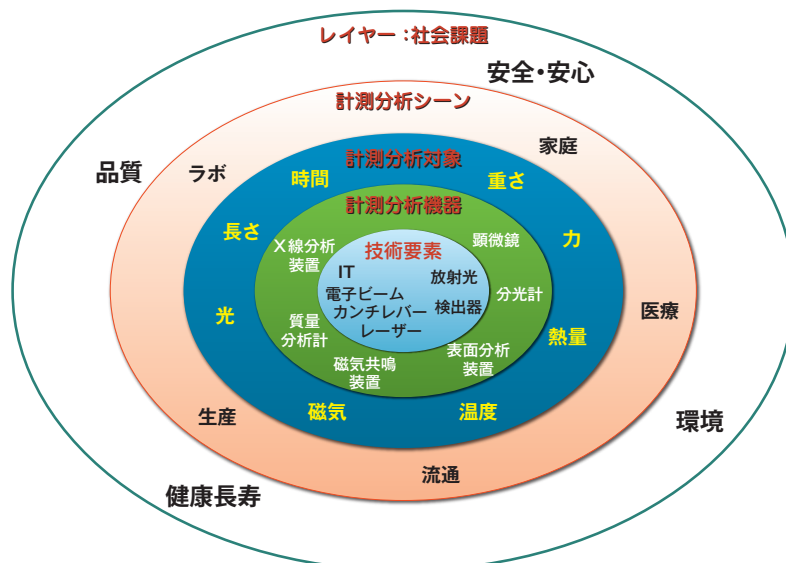 レイヤー：社会課題
安全・安心
品質
環境
健康長寿
計測分析シーン
家庭
ラボ
医療
生産
流通
計測分析対象
時間
重さ
長さ
力
光
熱量
磁気
温度
計測分析機器
X線分析
装置
顕微鏡
分光計
質量
分析計
磁気共鳴
装置
表面分析
装置
技術要素
IT
放射光
電子ビーム
カンチレバー
検出器
レーザー